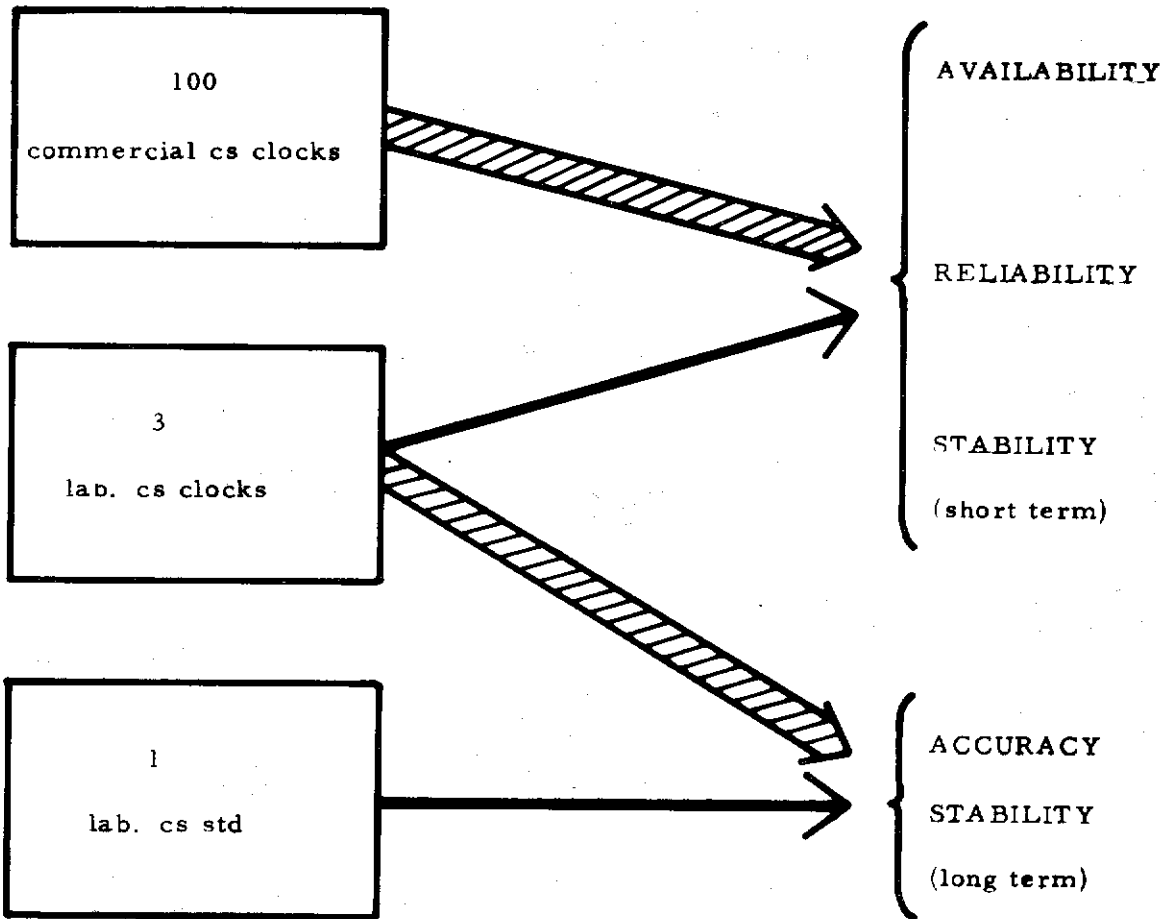 100
commercial cs clocks
3
lab. cs clocks
1
lab. cs std
AVAILABILITY
RELIABILITY
STABILITY
(short term)
ACCURACY
STABILITY
(long term)